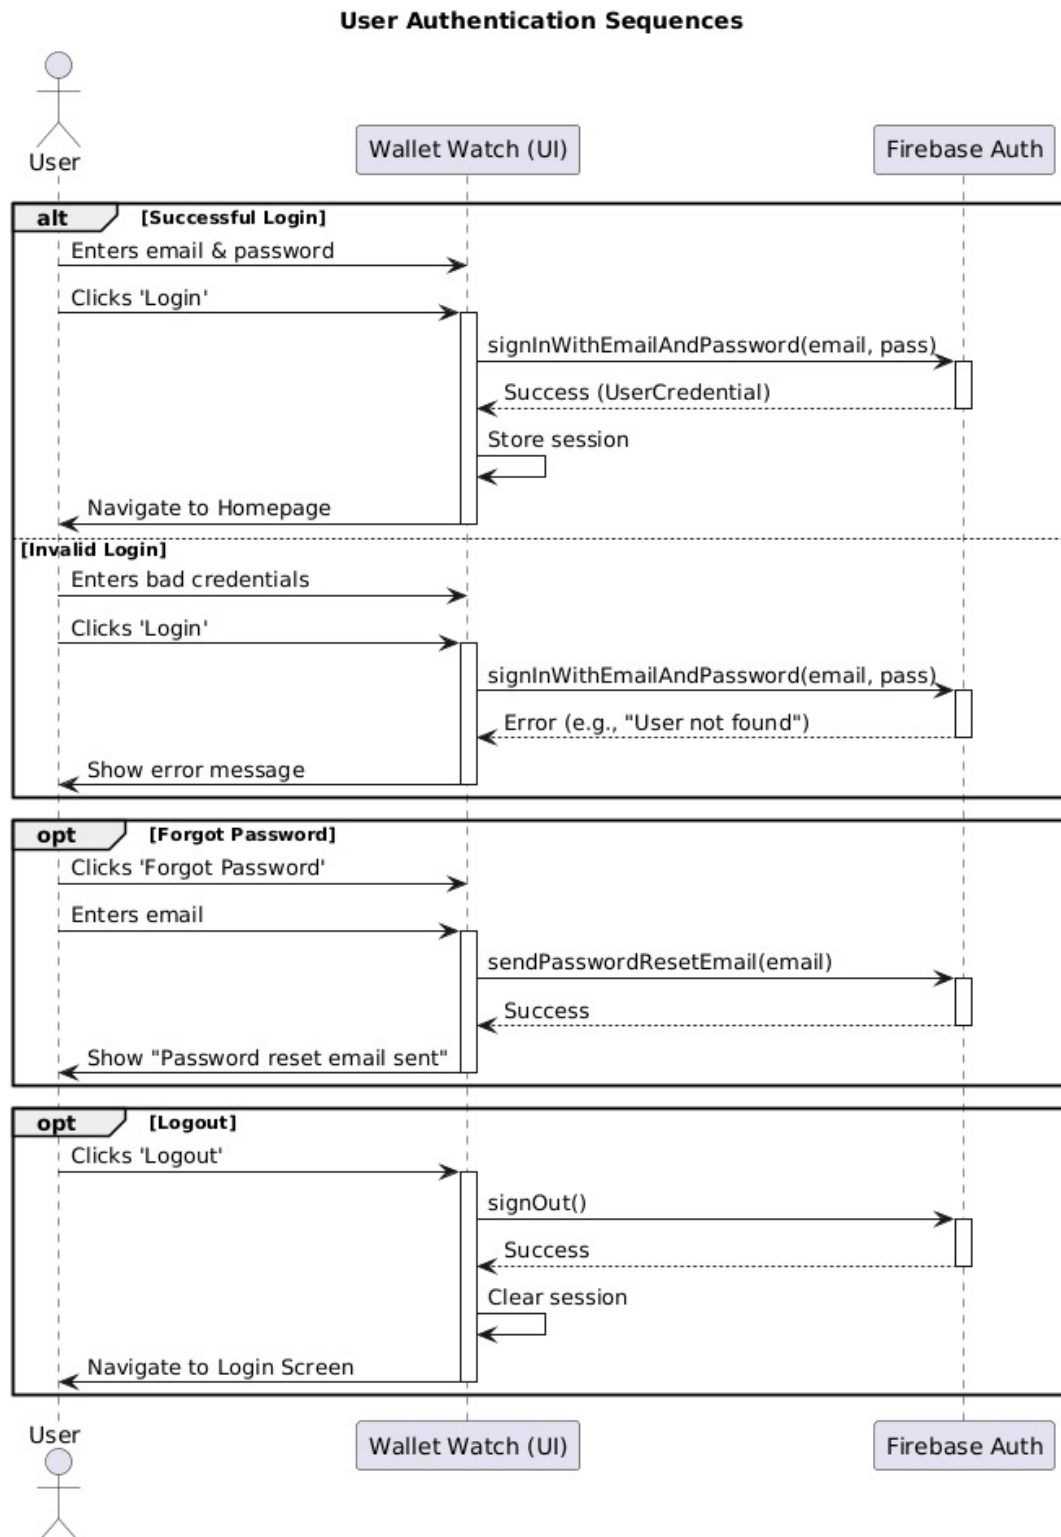 User Authentication Sequences
User
Wallet Watch (UI)
Firebase Auth
alt
[Successful Login]
Enters email & password
Clicks 'Login'
signInWithEmailAndPassword(email, pass)
Success (UserCredential)
Store session
Navigate to Homepage
[Invalid Login]
Enters bad credentials
Clicks 'Login'
signInWithEmailAndPassword(email, pass)
Error (e.g., "User not found")
Show error message
opt
[Forgot Password]
Clicks 'Forgot Password'
Enters email
sendPasswordResetEmail(email)
Success
Show "Password reset email sent"
opt
[Logout]
Clicks 'Logout'
signOut()
Success
Clear session
Navigate to Login Screen
User
Wallet Watch (UI)
Firebase Auth